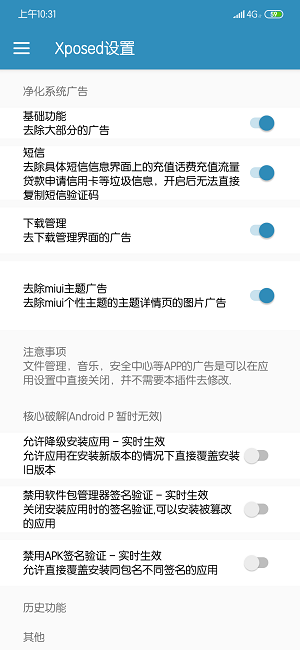 上午10:31
4G
59
Xposed设置
净化系统广告
基础功能
去除大部分的广告
短信
去除具体短信信息界面上的充值话费充值流量
贷款申请信用卡等垃圾信息，开启后无法直接
复制短信验证码
下载管理
去下载管理界面的广告
去除miui主题广告
去除miui个性主题的主题详情页的图片广告
注意事项
文件管理，音乐，安全中心等APP的广告是可以在应
用设置中直接关闭，并不需要本插件去修改.
核心破解(Android P 暂时无效)
允许降级安装应用 – 实时生效
允许应用在安装新版本的情况下直接覆盖安装
旧版本
禁用软件包管理器签名验证 – 实时生效
关闭安装应用时的签名验证,可以安装被篡改
的应用
禁用APK签名验证 – 实时生效
允许直接覆盖安装同包名不同签名的应用
历史功能
其他